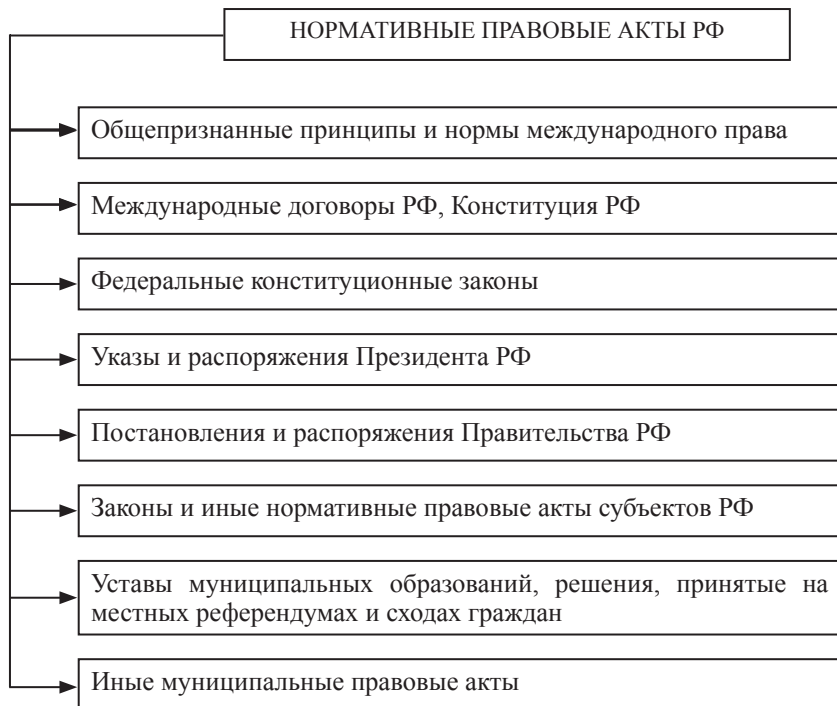 НОРМАТИВНЫЕ ПРАВОВЫЕ АКТЫ РФ
Общепризнанные принципы и нормы международного права
Международные договоры РФ, Конституция РФ
Федеральные конституционные законы
Указы и распоряжения Президента РФ
Постановления и распоряжения Правительства РФ
Законы и иные нормативные правовые акты субъектов РФ
Уставы муниципальных образований, решения, принятые на
местных референдумах и сходах граждан
Иные муниципальные правовые акты